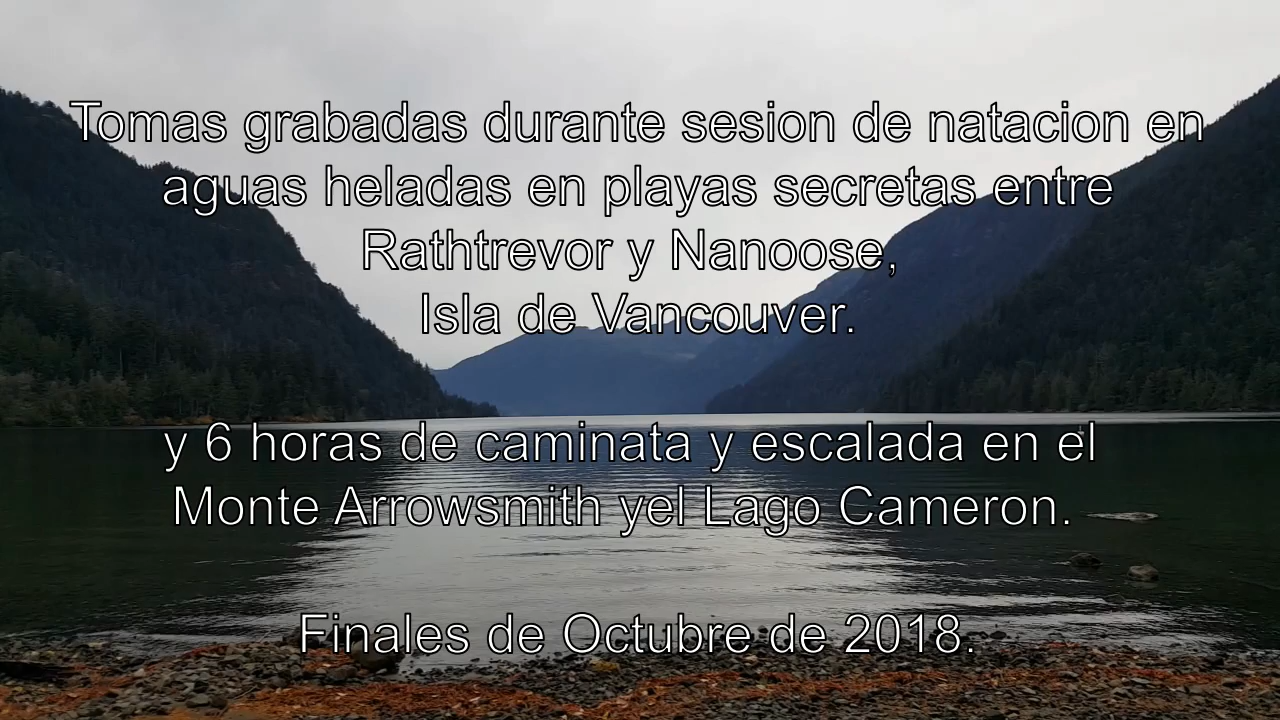 Tomas grabadas durante sesion de natacion en
aguas heladas en playas secretas entre
Rathtrevor y Nanoose,
Isla de Vancouver.
y 6 horas de caminata y escalada en el
Monte Arrowsmith yel Lago Cameron.
Finales de Octubre de 2018.